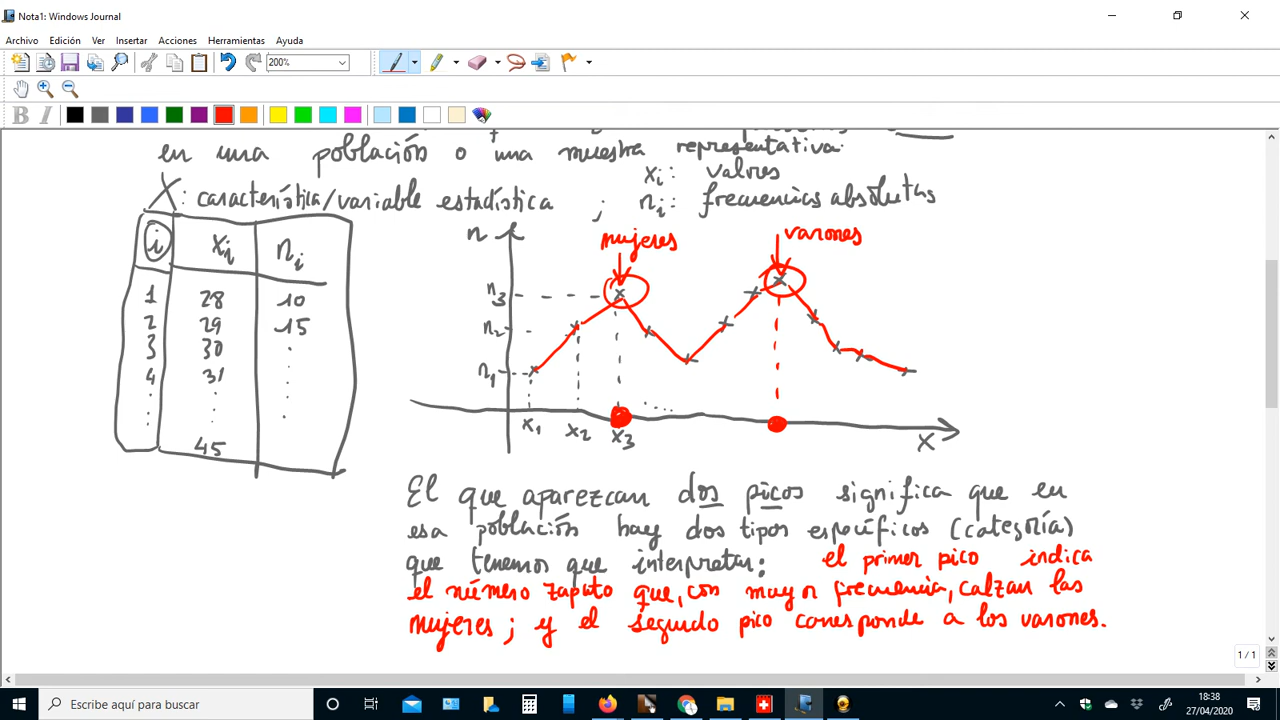 Nota1: Windows Journal
Archivo Edición Ver Insertar Acciones Herramientas Ayuda
200%
B I
en una población o una muestra representativa.
xi: valores
X: característica/variable estadística ; ni: frecuencias absolutas
i xi ni
1 28 10
2 29 15
3 30
4 31
45
n
mujeres
varones
n3
n2
n1
x1 x2 x3
X
El que aparezcan dos picos significa que en
esa población hay dos tipos específicos (categoría)
que tenemos que interpretar: el primer pico indica
el número zapato que, con mayor frecuencia, calzan las
mujeres; y el segundo pico corresponde a los varones.
1 / 1
Escribe aquí para buscar
18:38
27/04/2020